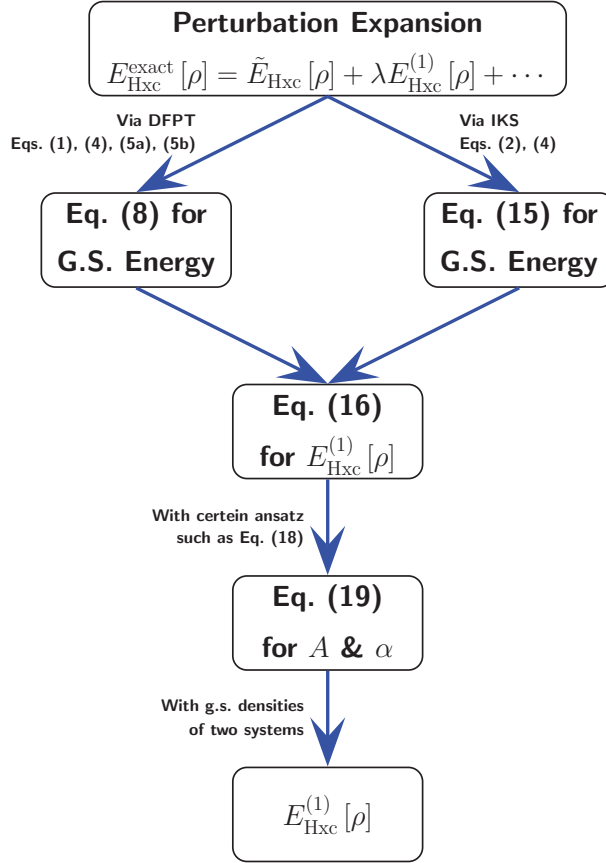 Perturbation Expansion
E_Hxc^exact [ρ] = Ẽ_Hxc [ρ] + λE_Hxc^(1) [ρ] + ⋯
Via DFPT
Eqs. (1), (4), (5a), (5b)
Via IKS
Eqs. (2), (4)
Eq. (8) for
G.S. Energy
Eq. (15) for
G.S. Energy
Eq. (16)
for E_Hxc^(1) [ρ]
With certein ansatz
such as Eq. (18)
Eq. (19)
for A & α
With g.s. densities
of two systems
E_Hxc^(1) [ρ]